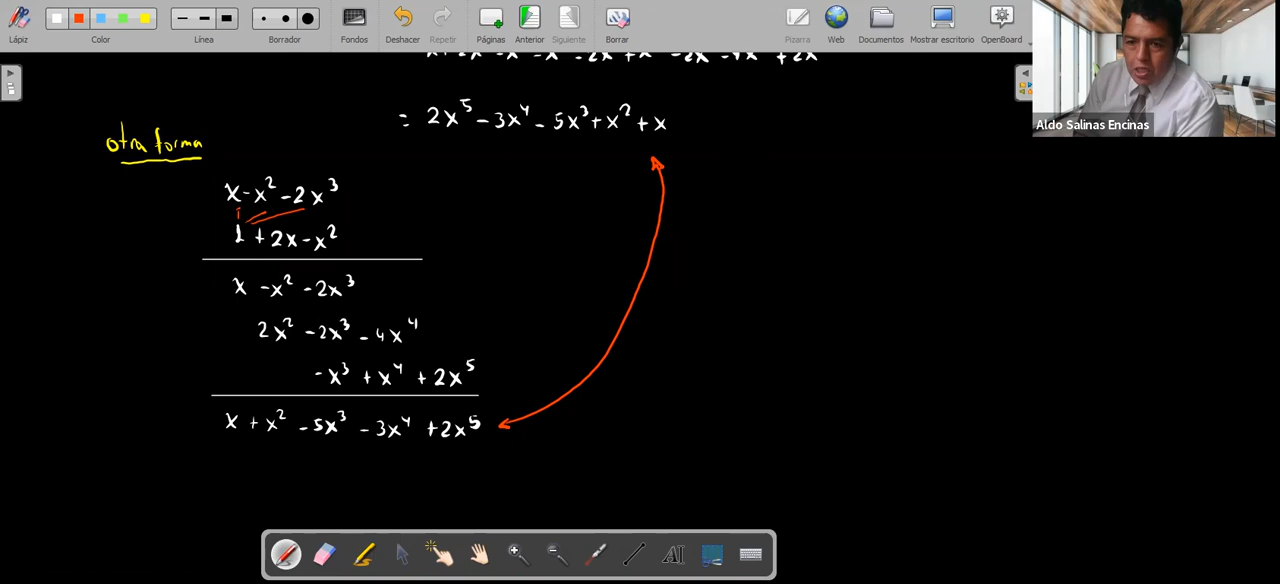 Lápiz Color Línea Borrador Fondos Deshacer Repetir Páginas Anterior Siguiente Borrar Pizarra Web Documentos Mostrar escritorio OpenBoard
Aldo Salinas Encinas
= 2x⁵ - 3x⁴ - 5x³ + x² + x
otra forma
x - x² - 2x³
1 + 2x - x²
x - x² - 2x³
2x² - 2x³ - 4x⁴
- x³ + x⁴ + 2x⁵
x + x² - 5x³ - 3x⁴ + 2x⁵
AI